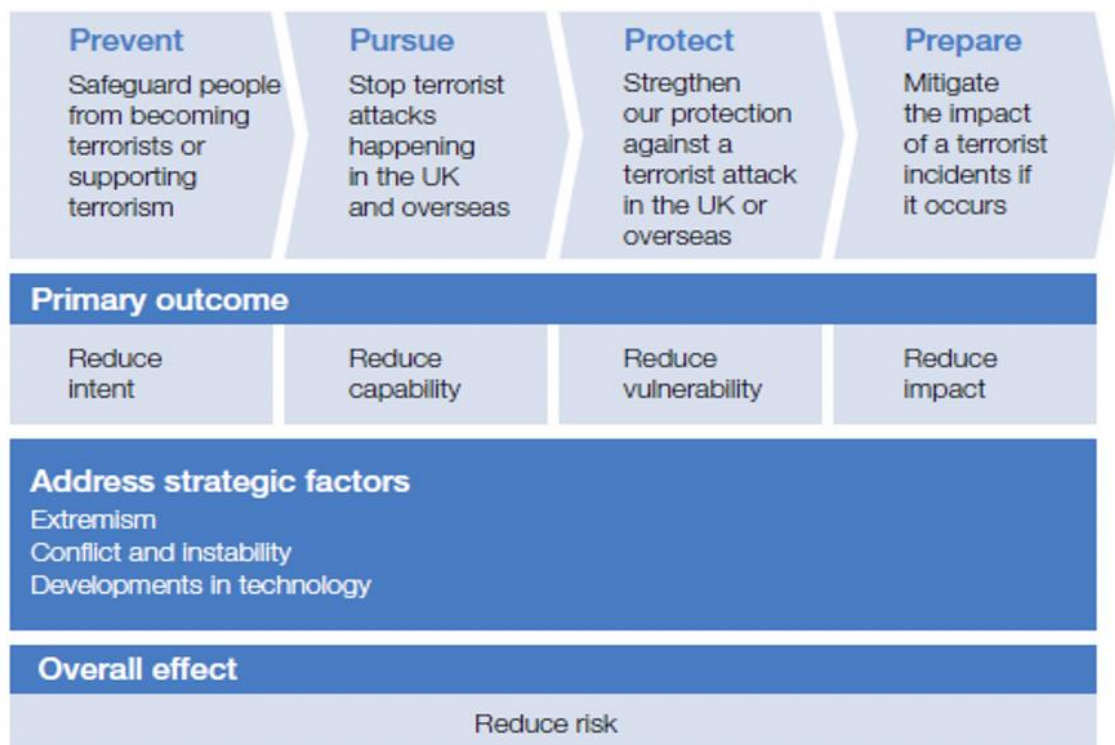 Prevent
Safeguard people
from becoming
terrorists or
supporting
terrorism
Pursue
Stop terrorist
attacks
happening
in the UK
and overseas
Protect
Stregthen
our protection
against a
terrorist attack
in the UK or
overseas
Prepare
Mitigate
the impact
of a terrorist
incidents if
it occurs
Primary outcome
Reduce
intent
Reduce
capability
Reduce
vulnerability
Reduce
impact
Address strategic factors
Extremism
Conflict and instability
Developments in technology
Overall effect
Reduce risk